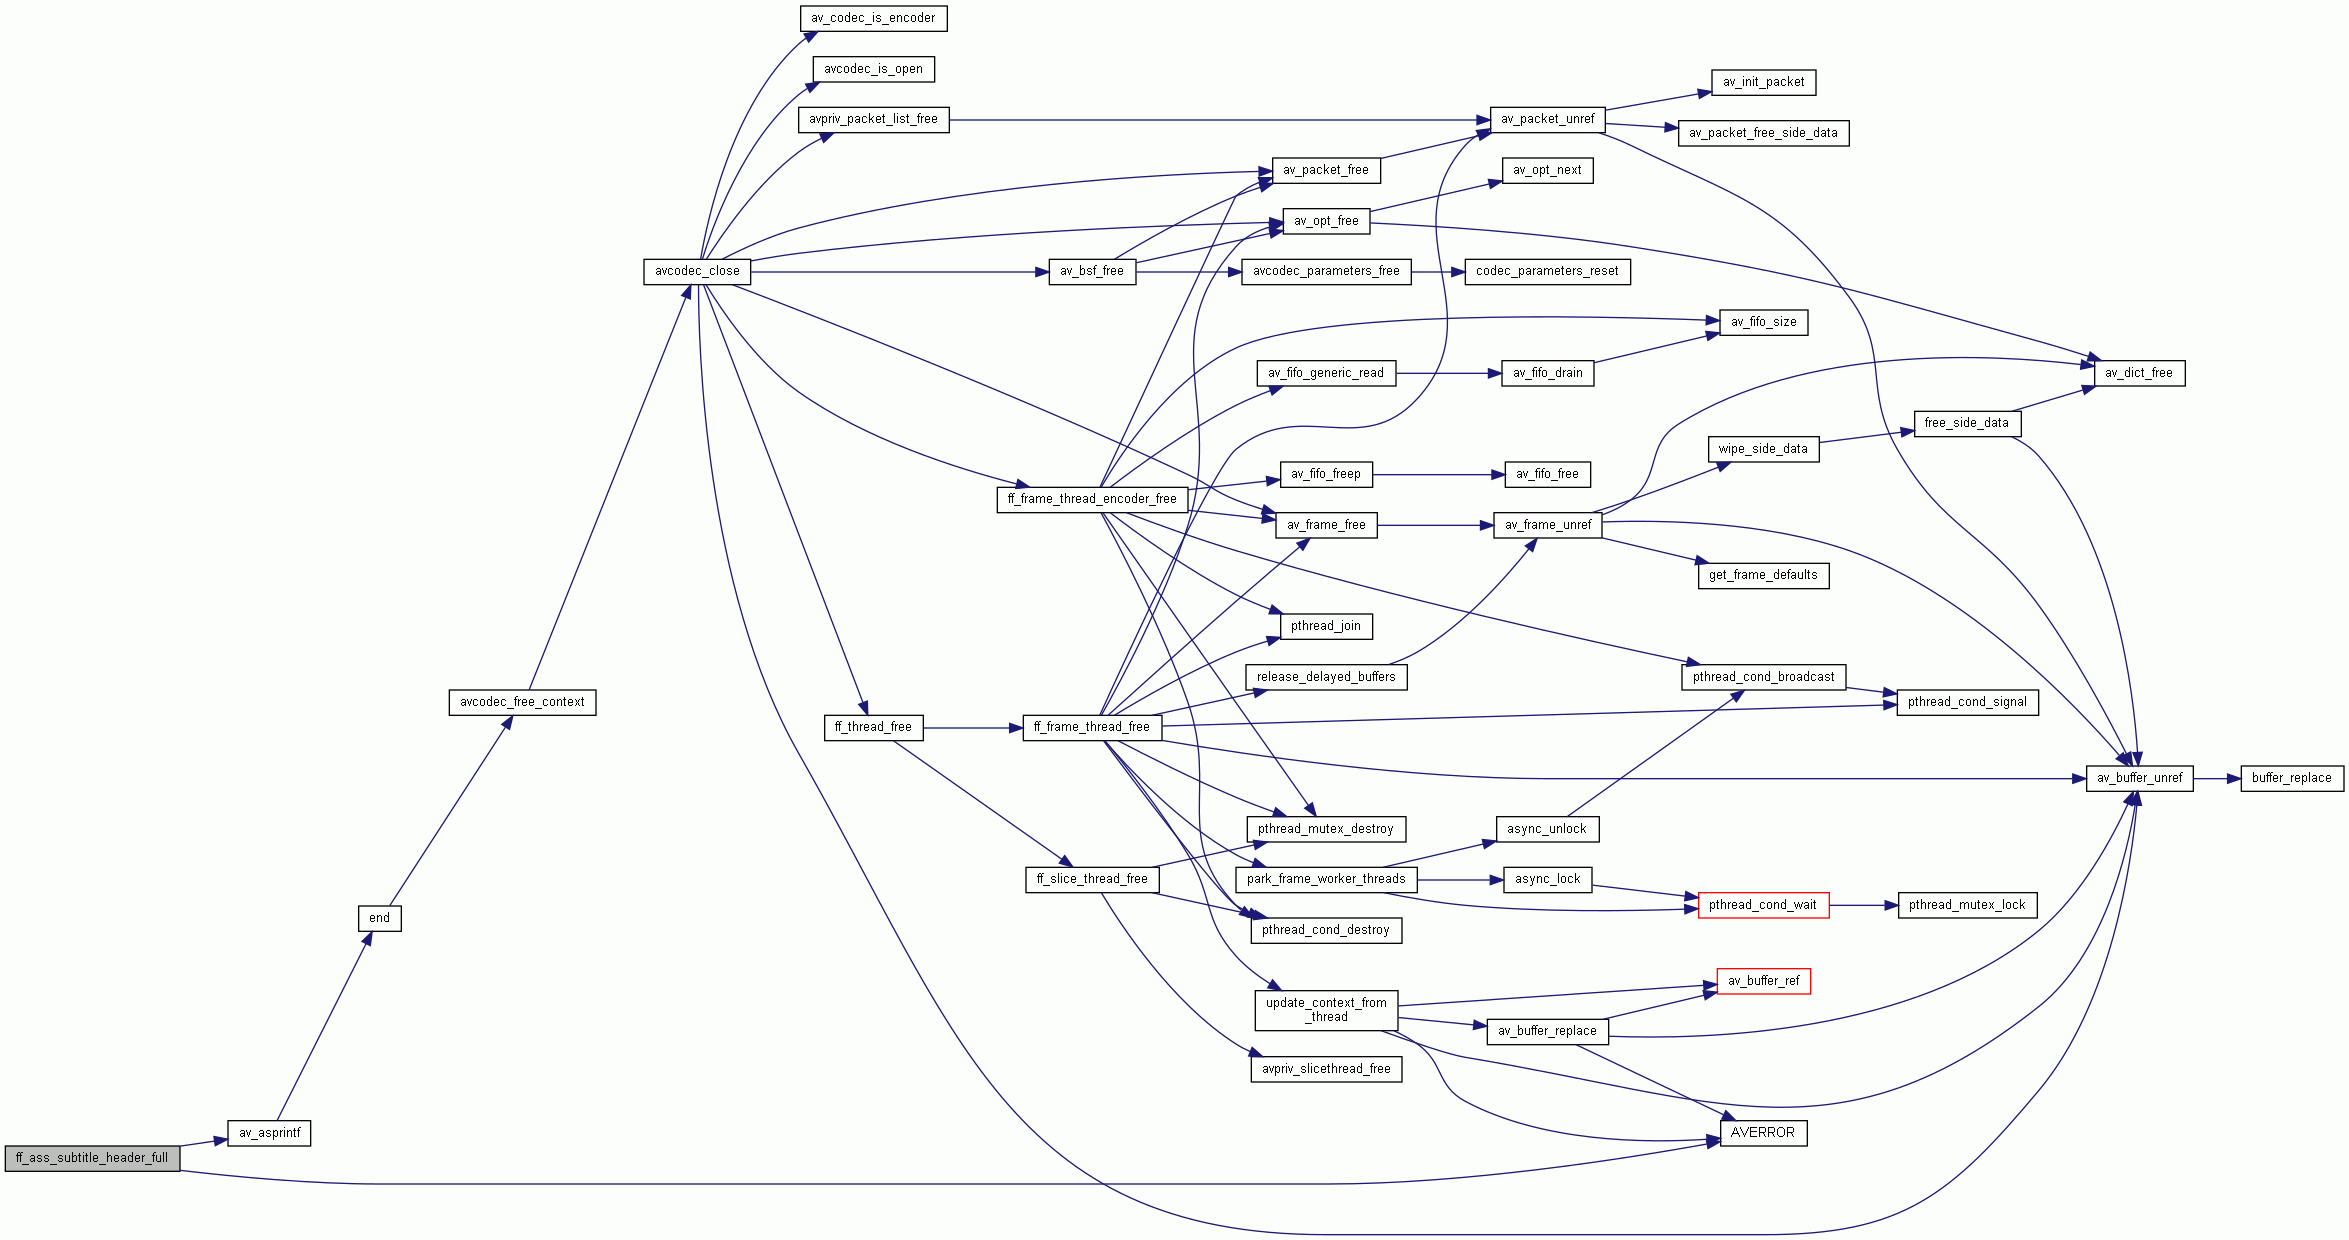 av_codec_is_encoder
avcodec_is_open
av_init_packet
avpriv_packet_list_free
av_packet_unref
av_packet_free_side_data
av_packet_free
av_opt_next
av_opt_free
avcodec_close
av_bsf_free
avcodec_parameters_free
codec_parameters_reset
av_fifo_size
av_fifo_generic_read
av_fifo_drain
av_dict_free
free_side_data
wipe_side_data
av_fifo_freep
av_fifo_free
ff_frame_thread_encoder_free
av_frame_free
av_frame_unref
get_frame_defaults
pthread_join
release_delayed_buffers
pthread_cond_broadcast
avcodec_free_context
pthread_cond_signal
ff_thread_free
ff_frame_thread_free
av_buffer_unref
buffer_replace
pthread_mutex_destroy
async_unlock
ff_slice_thread_free
park_frame_worker_threads
async_lock
pthread_cond_wait
pthread_mutex_lock
end
pthread_cond_destroy
av_buffer_ref
update_context_from
_thread
av_buffer_replace
avpriv_slicethread_free
av_asprintf
AVERROR
ff_ass_subtitle_header_full